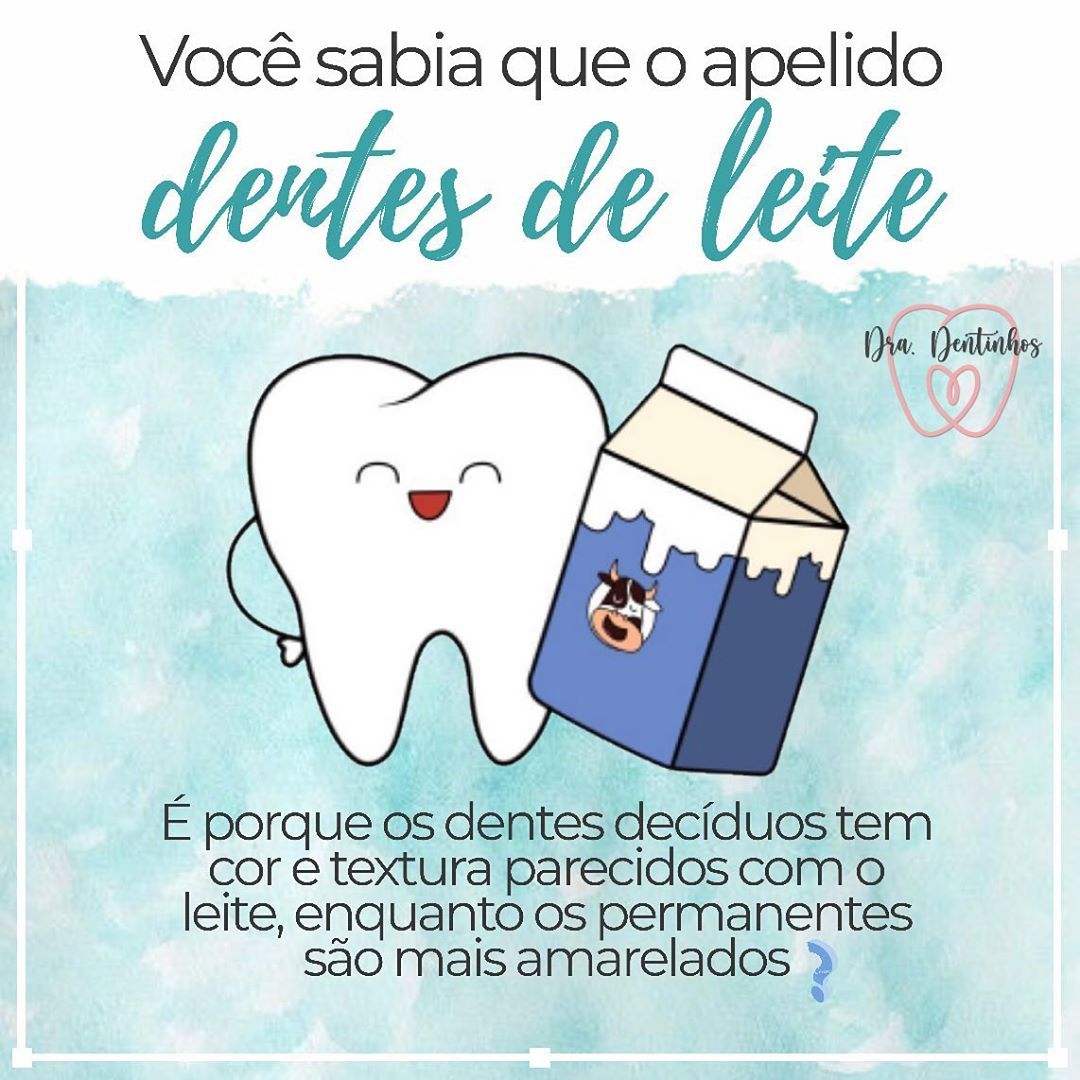 Você sabia que o apelido
dentes de leite
Dra. Dentinhos
É porque os dentes decíduos tem
cor e textura parecidos com o
leite, enquanto os permanentes
são mais amarelados ?